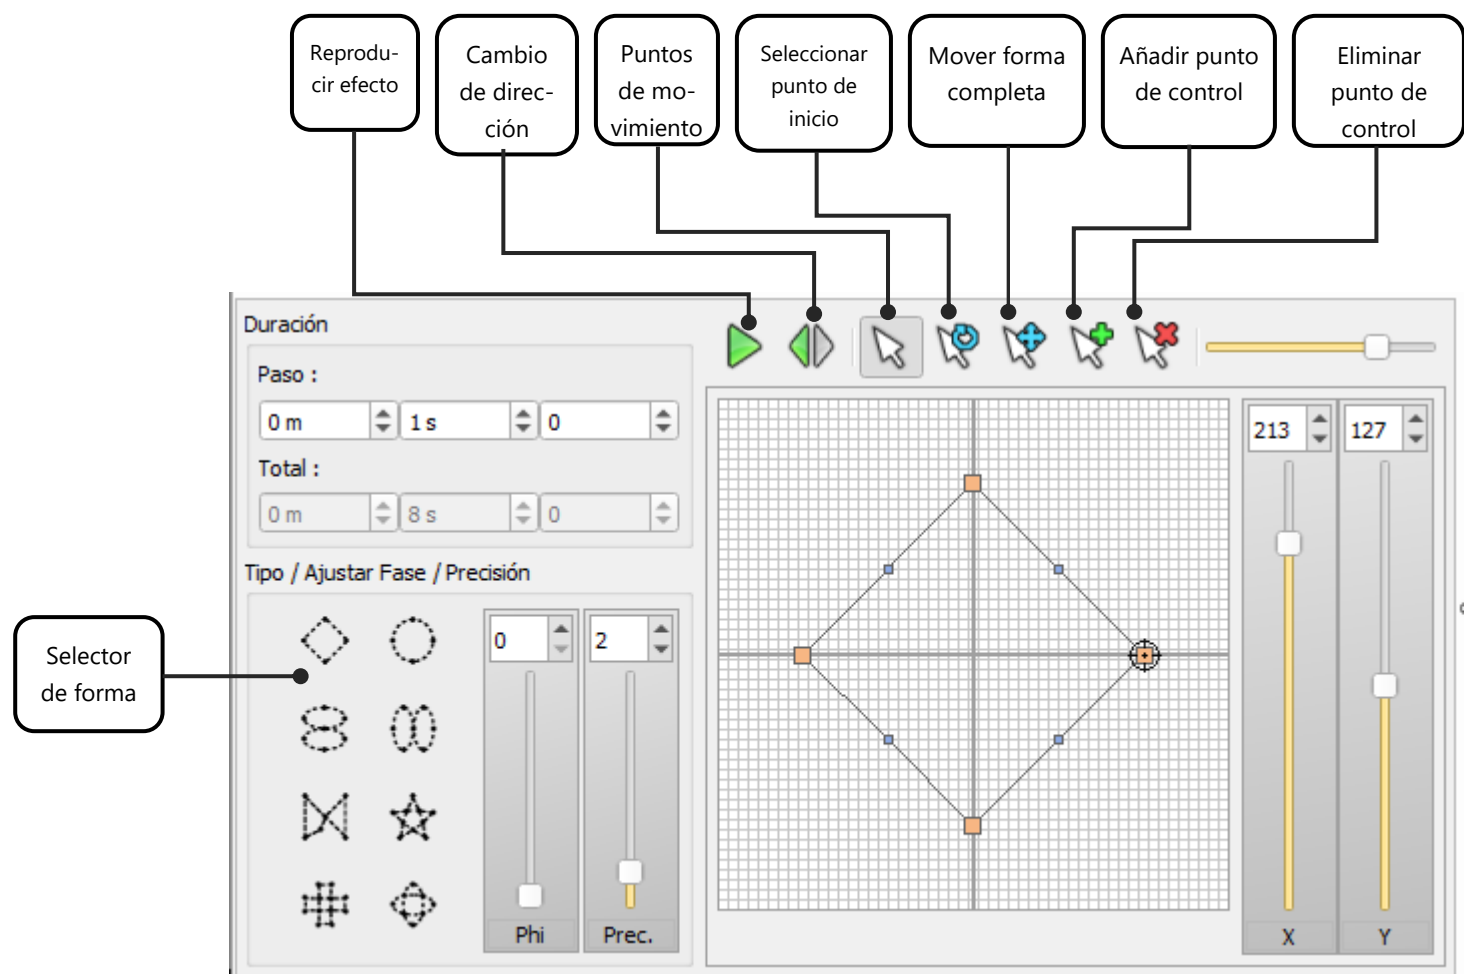 Reprodu-
cir efecto
Cambio
de direc-
ción
Puntos
de mo-
vimiento
Seleccionar
punto de
inicio
Mover forma
completa
Añadir punto
de control
Eliminar
punto de
control
Duración
Paso :
0 m 1 s 0
Total :
0 m 8 s 0
213 127
Tipo / Ajustar Fase / Precisión
0 2
Selector
de forma
Phi Prec.
X Y